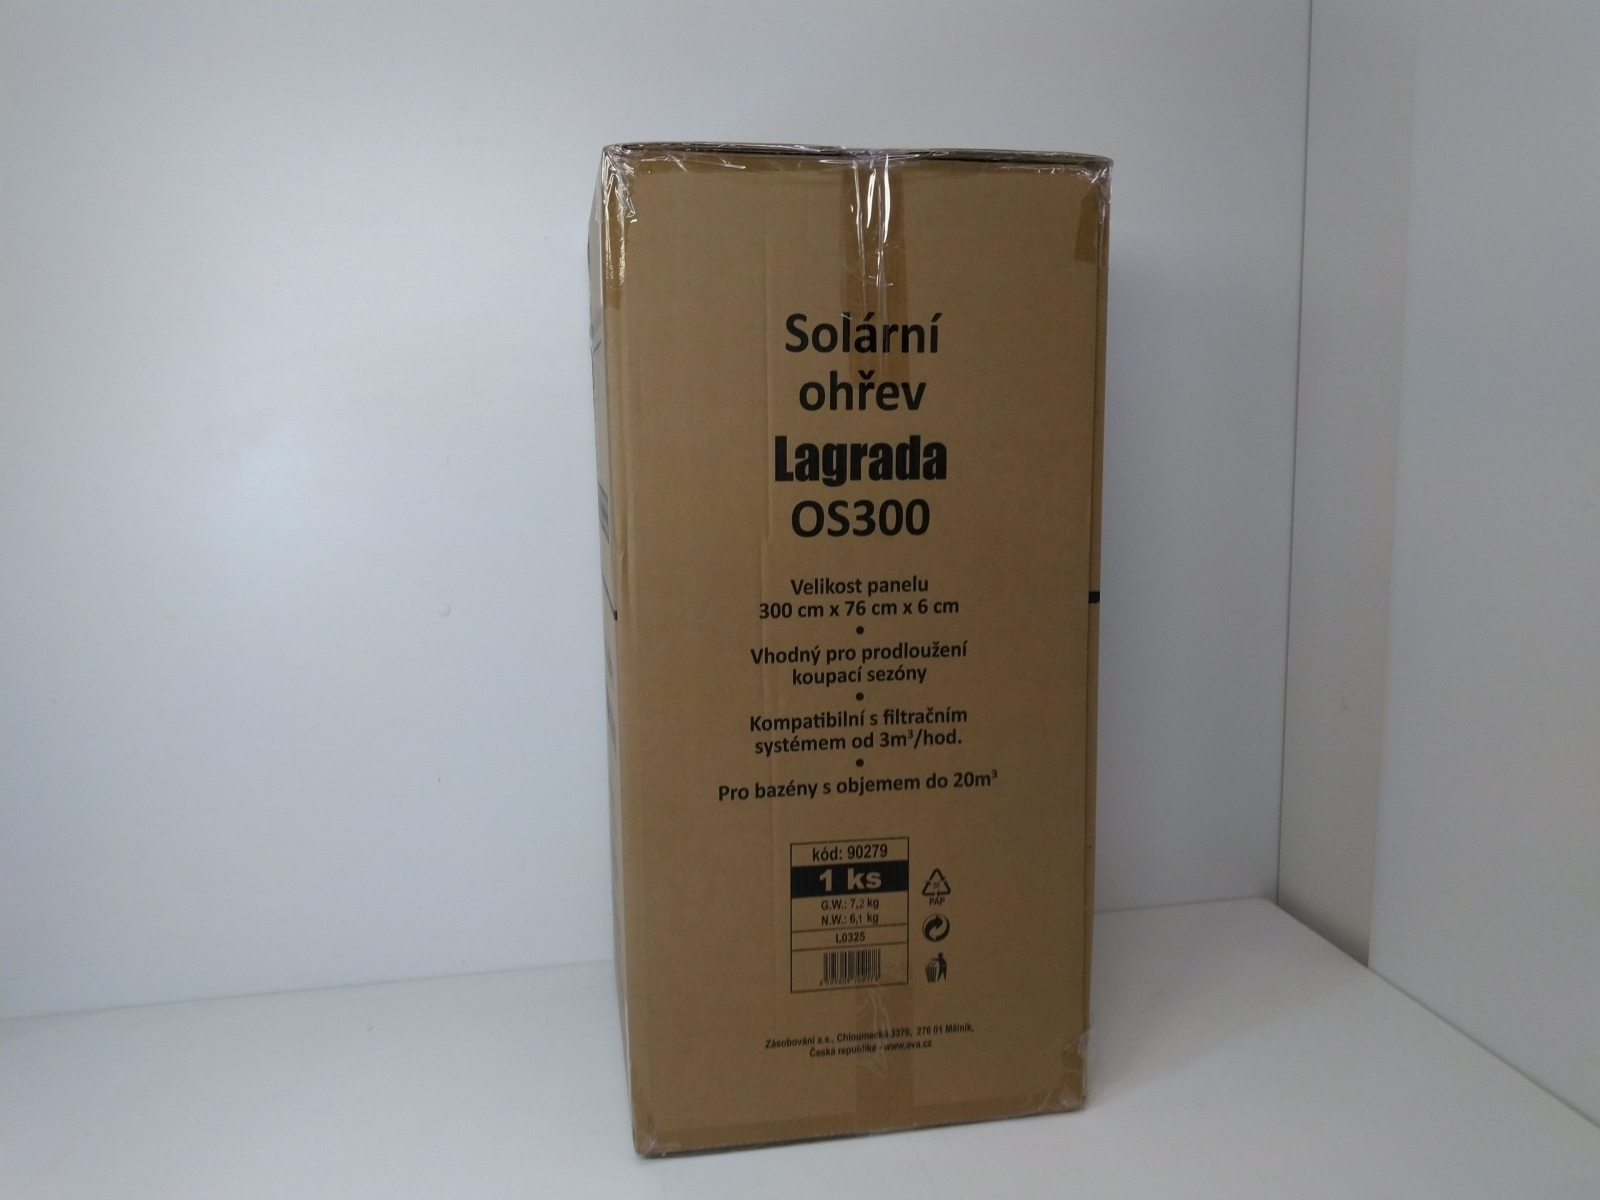 Solární
ohřev
Lagrada
OS300
Velikost panelu
300 cm x 76 cm x 6 cm
•
Vhodný pro prodloužení
koupací sezóny
•
Kompatibilní s filtračním
systémem od 3m³/hod.
•
Pro bazény s objemem do 20m³
kód: 90279
1 ks
G.W.: 7,2 kg
N.W.: 6,1 kg
L0325
PAP
Zásobování a.s., Chloumecká 3376, 276 01 Mělník,
Česká republika - www.eva.cz